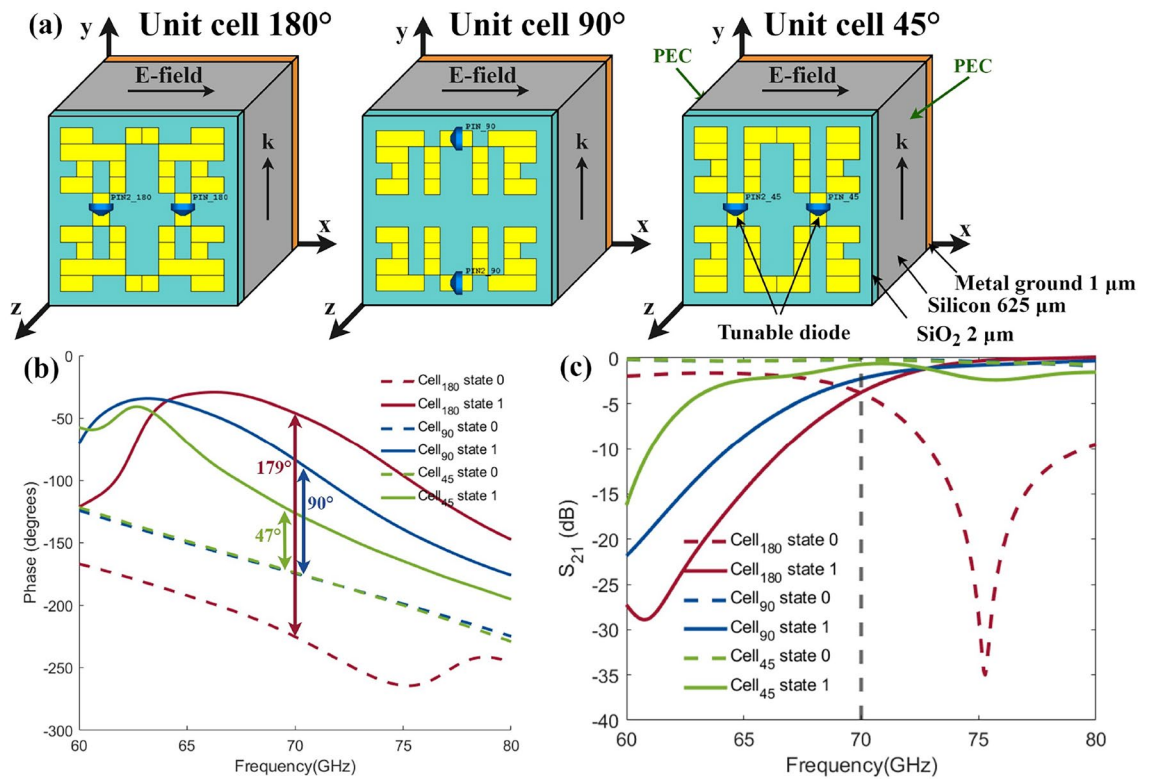 (a) Unit cell 180° Unit cell 90° Unit cell 45°
y y y
PEC PEC
E-field E-field E-field
PIN_90
k k k
PIN2_180 PIN_180 PIN2_45 PIN_45
x x x
PIN2_90
Metal ground 1 μm
Silicon 625 μm
z z z
Tunable diode SiO2 2 μm
(b)
0
-50
-100
-150
-200
-250
-300
Phase (degrees)
60 65 70 75 80
Frequency(GHz)
Cell180 state 0
Cell180 state 1
Cell90 state 0
Cell90 state 1
Cell45 state 0
Cell45 state 1
179°
90°
47°
(c)
0
-5
-10
-15
-20
-25
-30
-35
-40
S21 (dB)
60 65 70 75 80
Frequency(GHz)
Cell180 state 0
Cell180 state 1
Cell90 state 0
Cell90 state 1
Cell45 state 0
Cell45 state 1